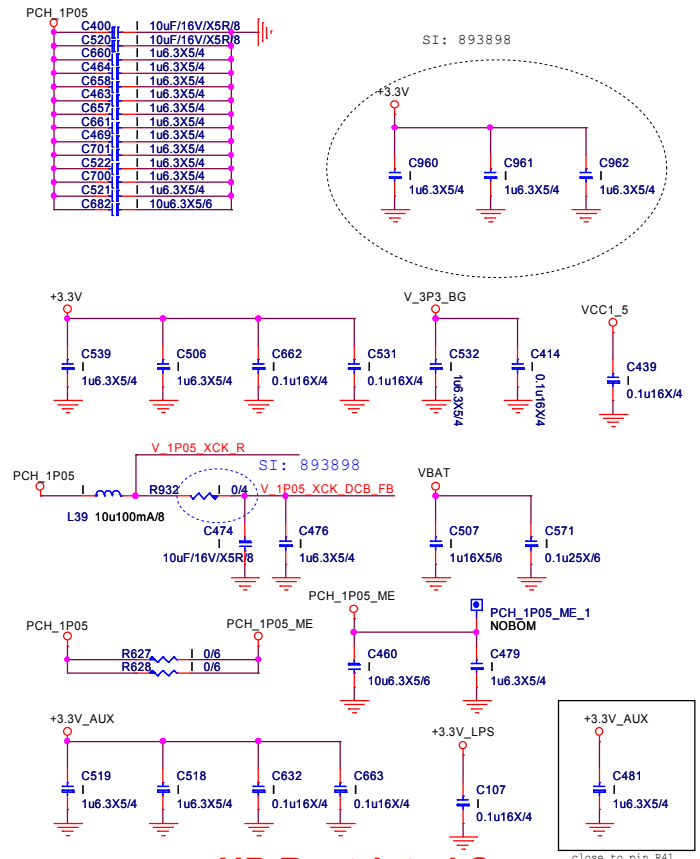 PCH_1P05
C400 I 10uF/16V/X5R/8
C520 I 10uF/16V/X5R/8
C660 I 1u6.3X5/4
C464 I 1u6.3X5/4
C658 I 1u6.3X5/4
C463 I 1u6.3X5/4
C657 I 1u6.3X5/4
C661 I 1u6.3X5/4
C469 I 1u6.3X5/4
C701 I 1u6.3X5/4
C522 I 1u6.3X5/4
C700 I 1u6.3X5/4
C521 I 1u6.3X5/4
C682 I 10u6.3X5/6
SI: 893898
+3.3V
C960 I 1u6.3X5/4
C961 I 1u6.3X5/4
C962 I 1u6.3X5/4
+3.3V
C539 I 1u6.3X5/4
C506 I 1u6.3X5/4
C662 I 0.1u16X/4
C531 I 0.1u16X/4
V_3P3_BG
C532 I 1u6.3X5/4
C414 I 0.1u16X/4
VCC1_5
C439 I 0.1u16X/4
V_1P05_XCK_R
SI: 893898
PCH_1P05
I
L39 10u100mA/8
R932 I 0/4
V_1P05_XCK_DCB_FB
C474 I 10uF/16V/X5R/8
C476 I 1u6.3X5/4
VBAT
C507 I 1u16X5/6
C571 I 0.1u25X/6
PCH_1P05
PCH_1P05_ME
R627 I 0/6
R628 I 0/6
PCH_1P05_ME
PCH_1P05_ME_1
NOBOM
C460 I 10u6.3X5/6
C479 I 1u6.3X5/4
+3.3V_AUX
C519 I 1u6.3X5/4
C518 I 1u6.3X5/4
C632 I 0.1u16X/4
C663 I 0.1u16X/4
+3.3V_LPS
C107 I 0.1u16X/4
+3.3V_AUX
C481 I 1u6.3X5/4
close to pin R41